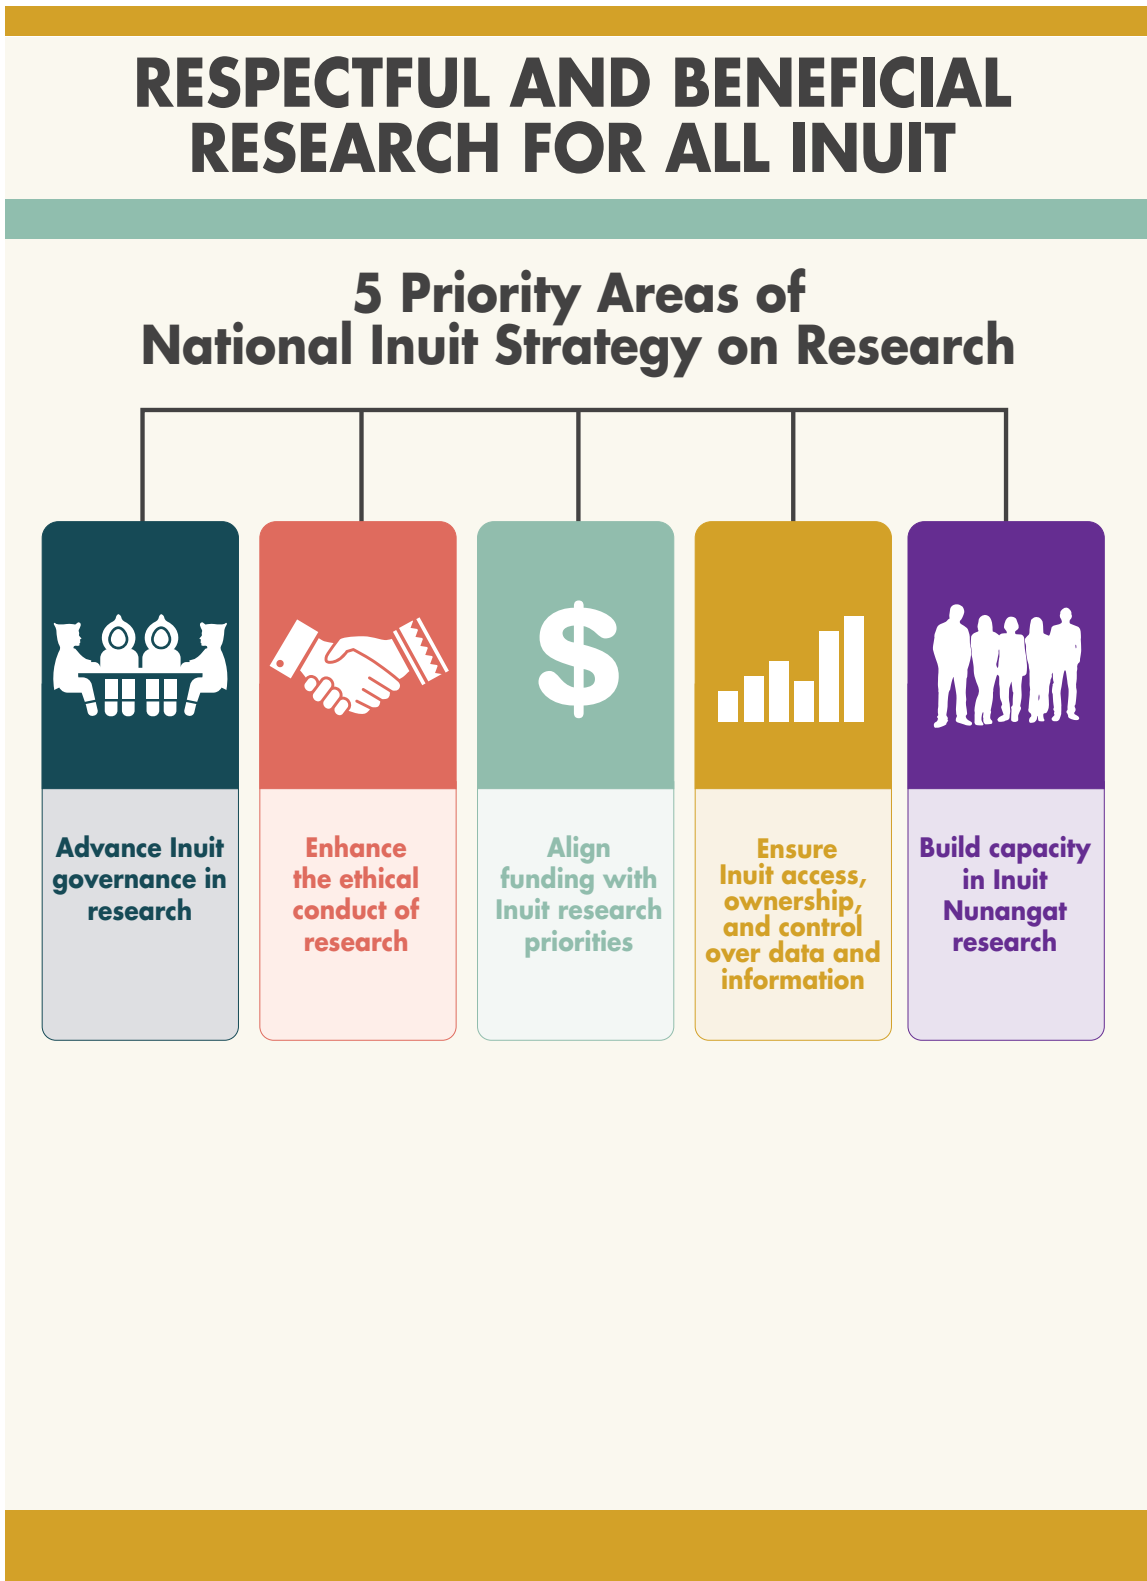 RESPECTFUL AND BENEFICIAL
RESEARCH FOR ALL INUIT
5 Priority Areas of
National Inuit Strategy on Research
Advance Inuit
governance in
research
Enhance
the ethical
conduct of
research
Align
funding with
Inuit research
priorities
Ensure
Inuit access,
ownership,
and control
over data and
information
Build capacity
in Inuit
Nunangat
research